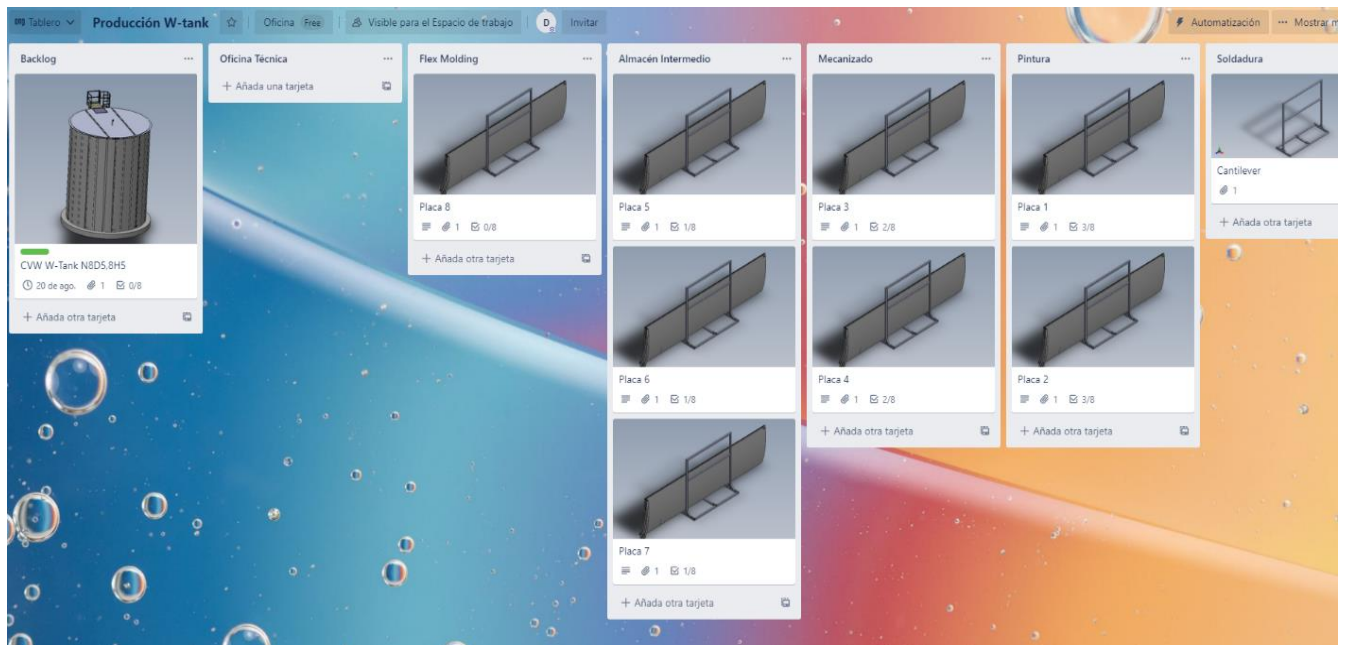 Tablero
Producción W-tank
Oficina Free
Visible para el Espacio de trabajo
D
Invitar
Automatización
Mostrar m
Backlog
CVW W-Tank N8D5,8H5
20 de ago. 1 0/8
+ Añada otra tarjeta
Oficina Técnica
+ Añada una tarjeta
Flex Molding
Placa 8
1 0/8
+ Añada otra tarjeta
Almacén Intermedio
Placa 5
1 1/8
Placa 6
1 1/8
Placa 7
1 1/8
+ Añada otra tarjeta
Mecanizado
Placa 3
1 2/8
Placa 4
1 2/8
+ Añada otra tarjeta
Pintura
Placa 1
1 3/8
Placa 2
1 3/8
+ Añada otra tarjeta
Soldadura
Cantilever
1
+ Añada otra tarjeta